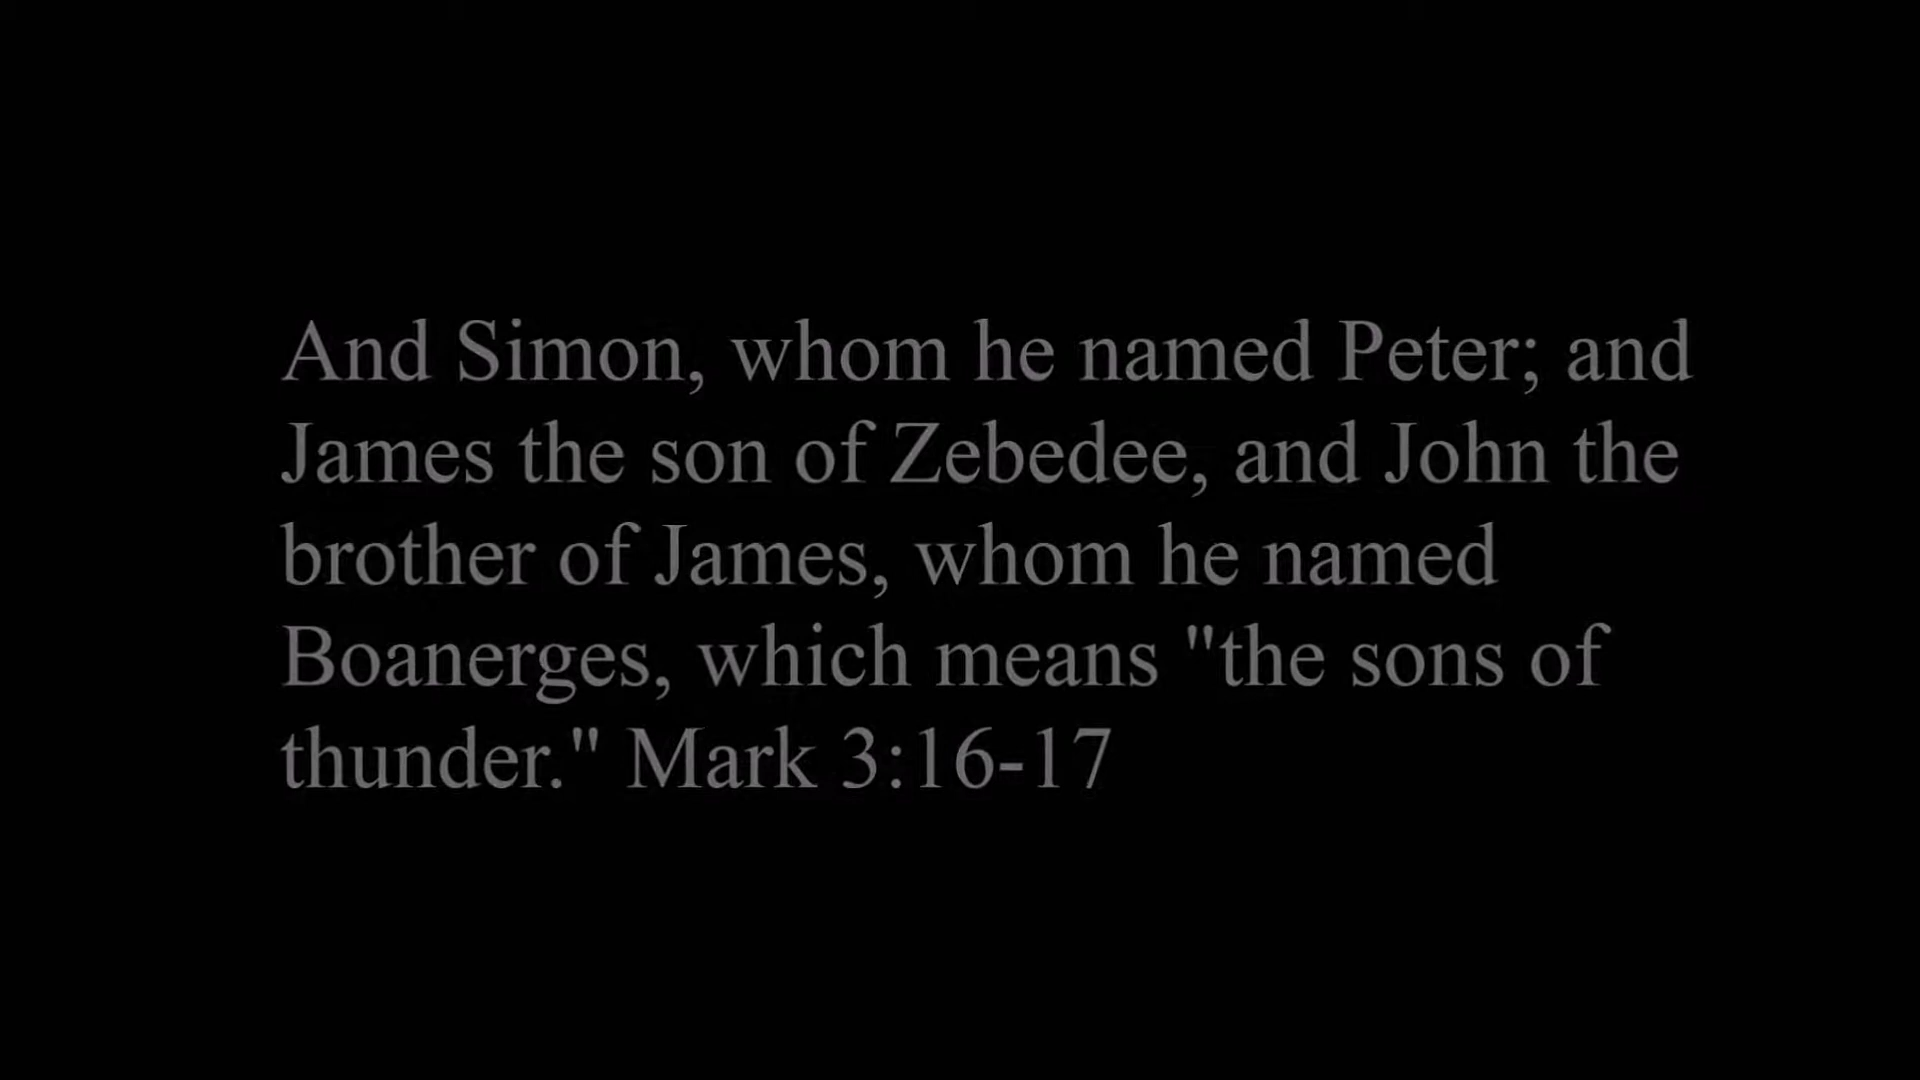 And Simon, whom he named Peter; and
James the son of Zebedee, and John the
brother of James, whom he named
Boanerges, which means "the sons of
thunder." Mark 3:16-17